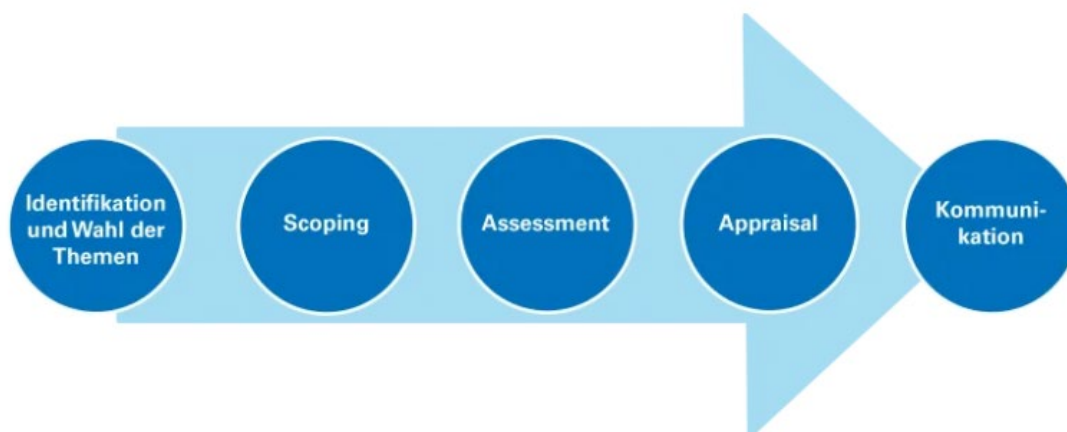 Identifikation
und Wahl der
Themen
Scoping
Assessment
Appraisal
Kommuni-
kation